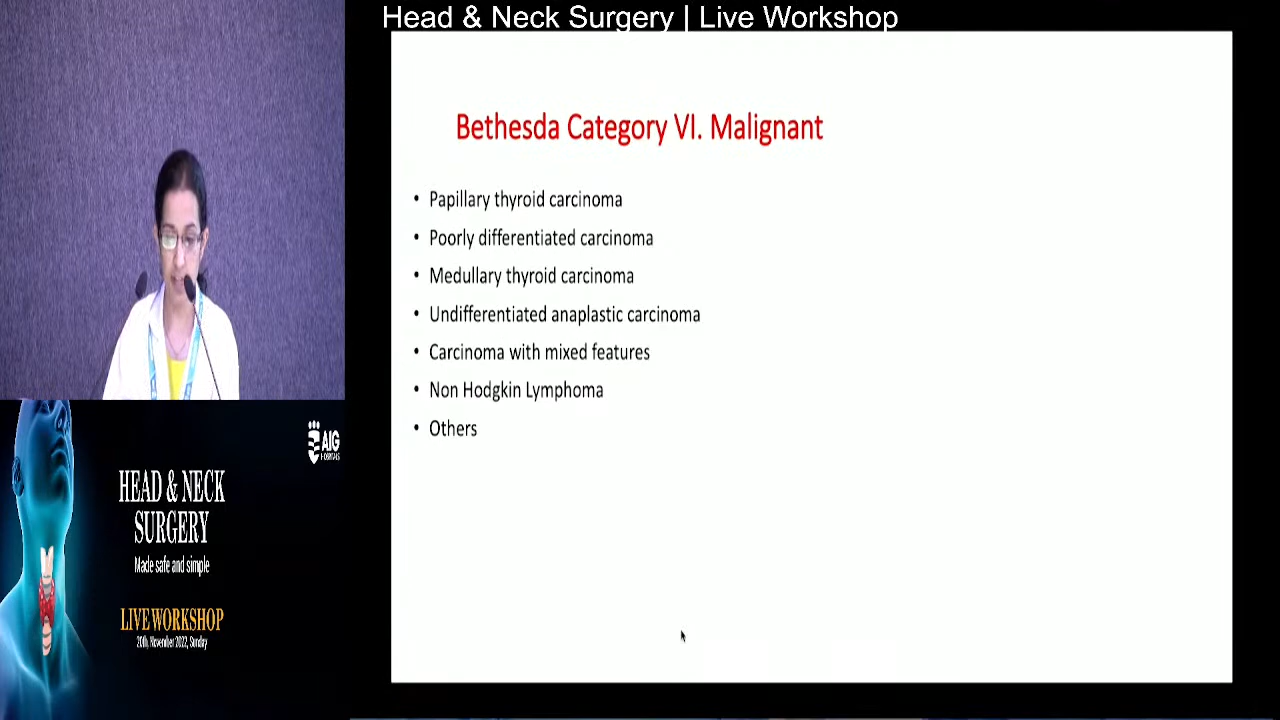 Head & Neck Surgery | Live Workshop
Bethesda Category VI. Malignant
• Papillary thyroid carcinoma
• Poorly differentiated carcinoma
• Medullary thyroid carcinoma
• Undifferentiated anaplastic carcinoma
• Carcinoma with mixed features
• Non Hodgkin Lymphoma
• Others
AIG
HOSPITALS
HEAD & NECK
SURGERY
Made safe and simple
LIVE WORKSHOP
20th, November 2022, Sunday